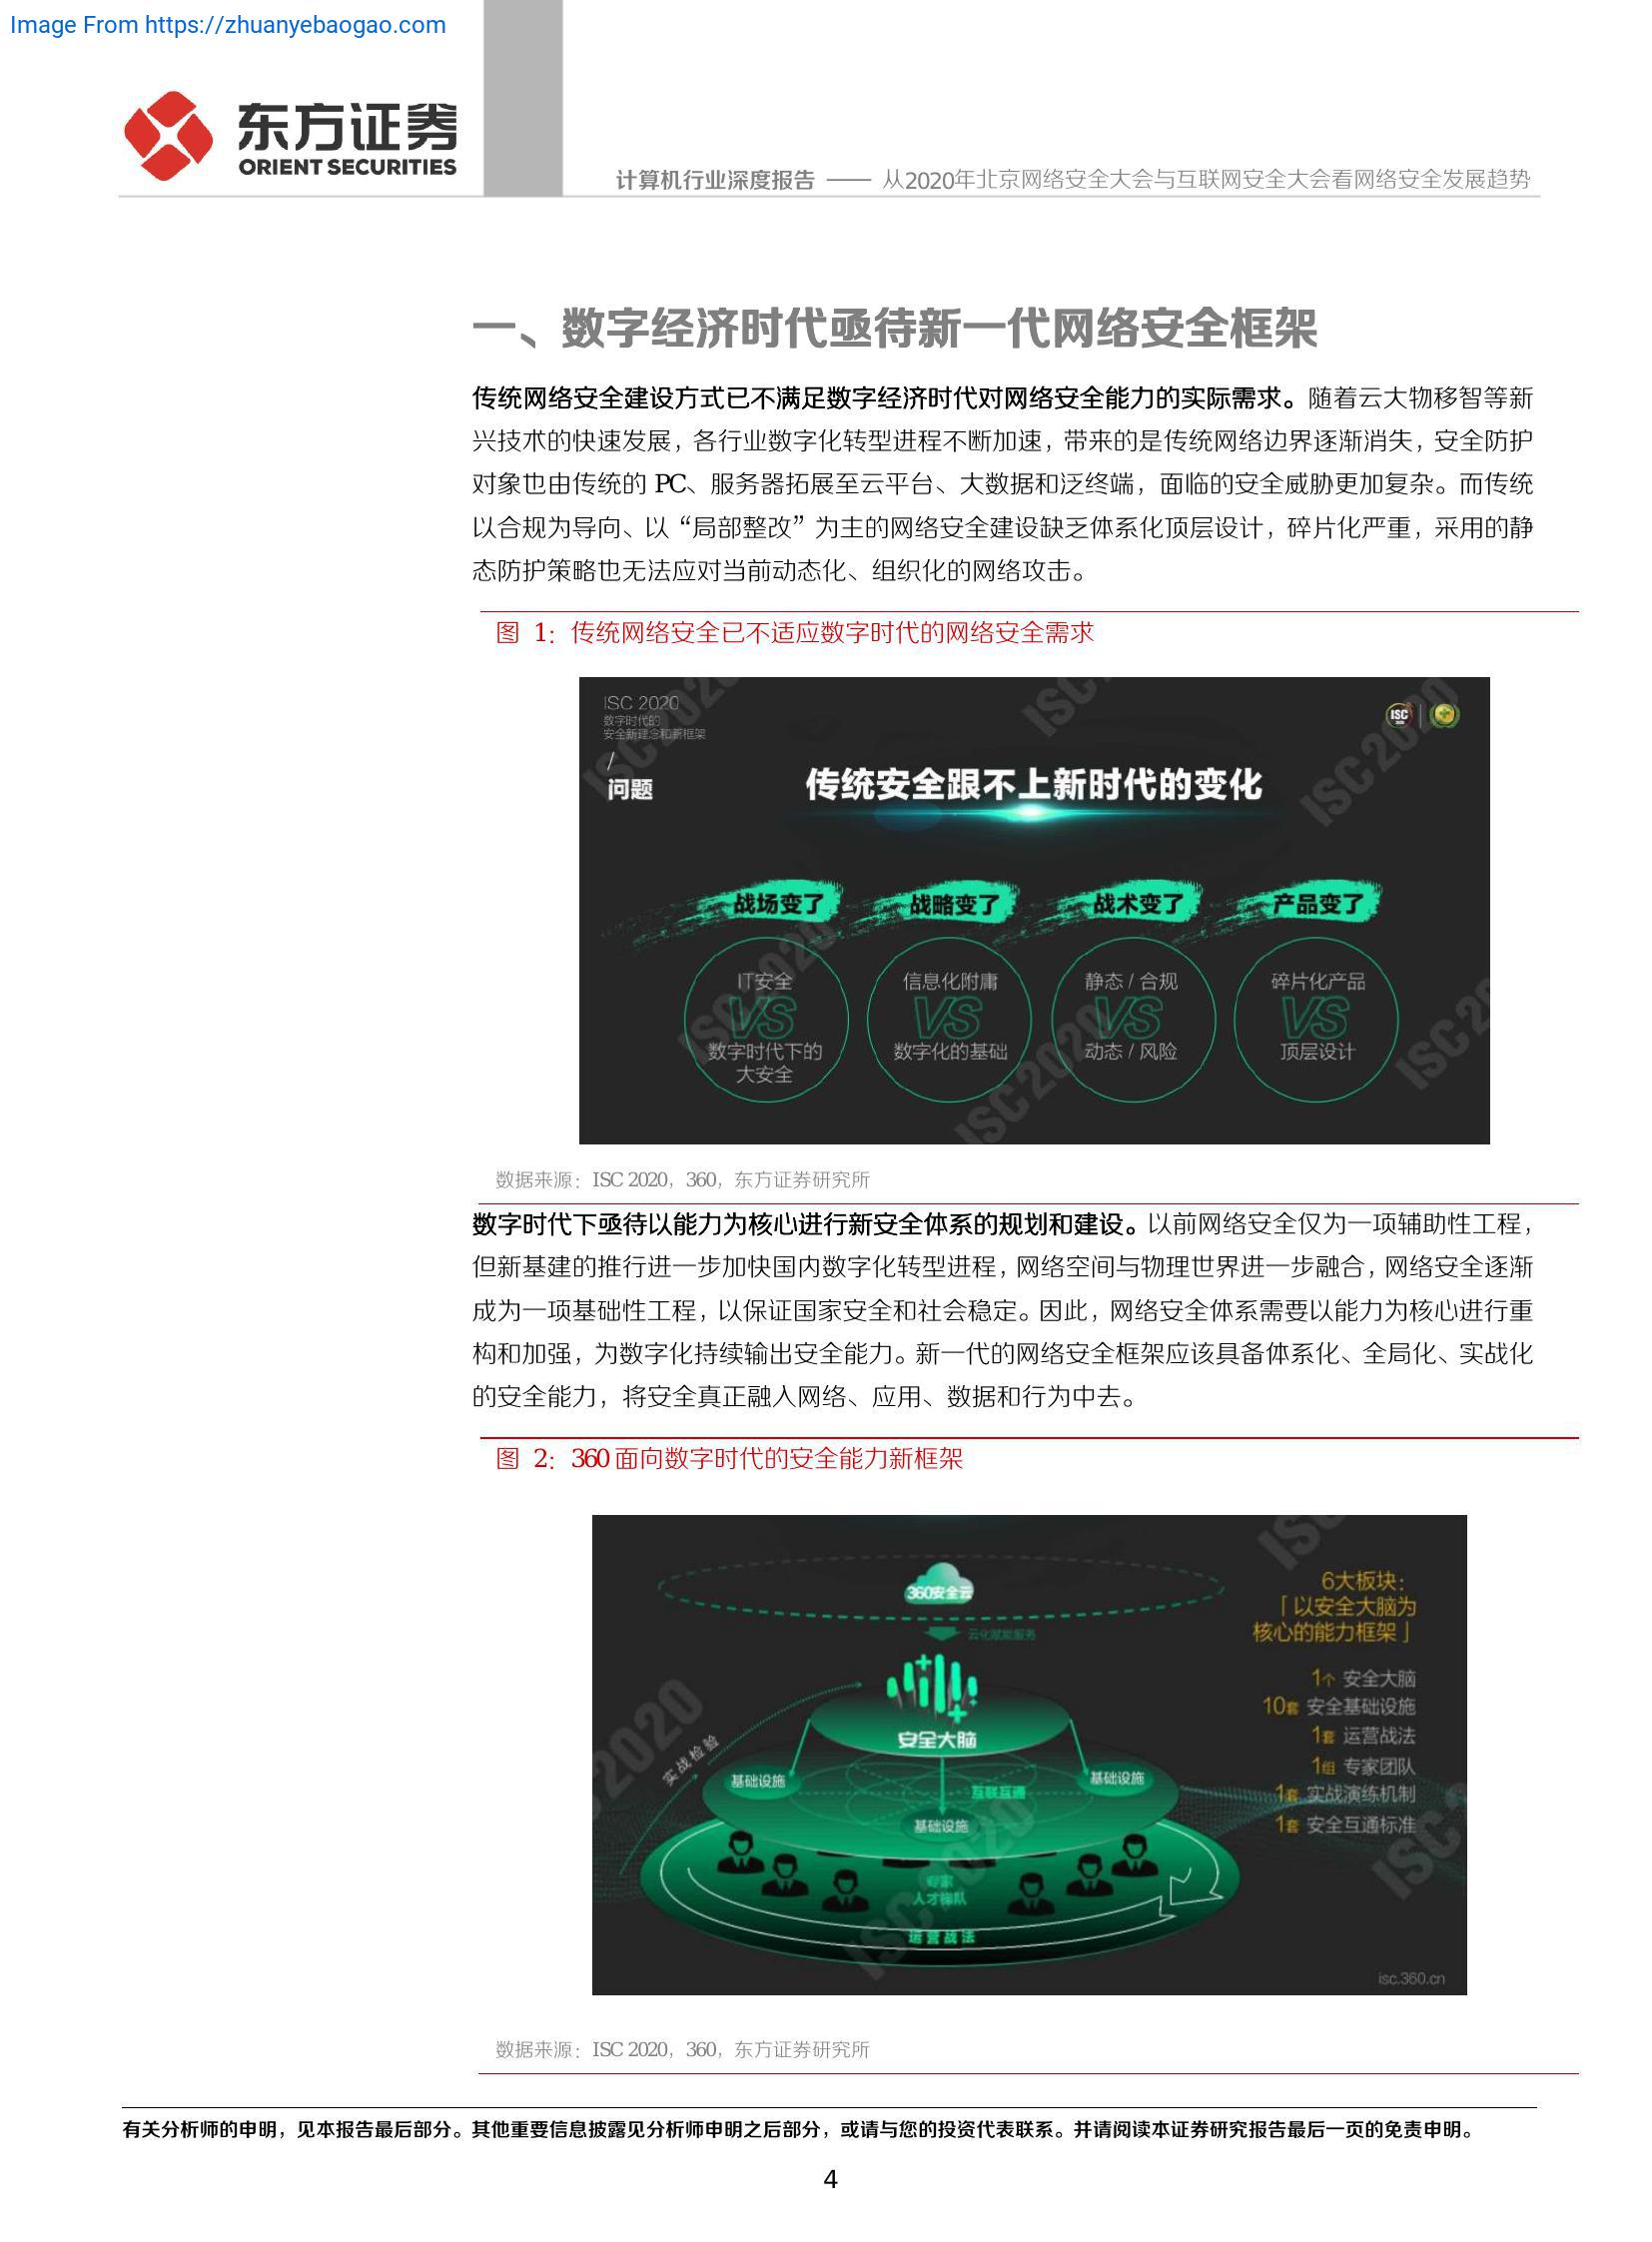 Image From https://zhuanyebaogao.com
东方证券
ORIENT SECURITIES
计算机行业深度报告 —— 从2020年北京网络安全大会与互联网安全大会看网络安全发展趋势
一、数字经济时代亟待新一代网络安全框架
传统网络安全建设方式已不满足数字经济时代对网络安全能力的实际需求。随着云大物移智等新
兴技术的快速发展，各行业数字化转型进程不断加速，带来的是传统网络边界逐渐消失，安全防护
对象也由传统的 PC、服务器拓展至云平台、大数据和泛终端，面临的安全威胁更加复杂。而传统
以合规为导向、以“局部整改”为主的网络安全建设缺乏体系化顶层设计，碎片化严重，采用的静
态防护策略也无法应对当前动态化、组织化的网络攻击。
图 1：传统网络安全已不适应数字时代的网络安全需求
ISC 2020
数字时代的
安全新理念和新框架
/
问题
ISC
传统安全跟不上新时代的变化
战场变了 战略变了 战术变了 产品变了
IT安全 信息化附庸 静态 / 合规 碎片化产品
VS VS VS VS
数字时代下的 数字化的基础 动态 / 风险 顶层设计
大安全
ISC 2020
数据来源：ISC 2020，360，东方证券研究所
数字时代下亟待以能力为核心进行新安全体系的规划和建设。以前网络安全仅为一项辅助性工程，
但新基建的推行进一步加快国内数字化转型进程，网络空间与物理世界进一步融合，网络安全逐渐
成为一项基础性工程，以保证国家安全和社会稳定。因此，网络安全体系需要以能力为核心进行重
构和加强，为数字化持续输出安全能力。新一代的网络安全框架应该具备体系化、全局化、实战化
的安全能力，将安全真正融入网络、应用、数据和行为中去。
图 2：360 面向数字时代的安全能力新框架
360安全云
云化赋能服务
安全大脑
实战检验
基础设施
互联互通
基础设施
基础设施
专家
人才梯队
运营战法
6大板块：
「以安全大脑为
核心的能力框架」
1个 安全大脑
10套 安全基础设施
1套 运营战法
1组 专家团队
1套 实战演练机制
1套 安全互通标准
ISC 2020
isc.360.cn
数据来源：ISC 2020，360，东方证券研究所
有关分析师的申明，见本报告最后部分。其他重要信息披露见分析师申明之后部分，或请与您的投资代表联系。并请阅读本证券研究报告最后一页的免责申明。
4